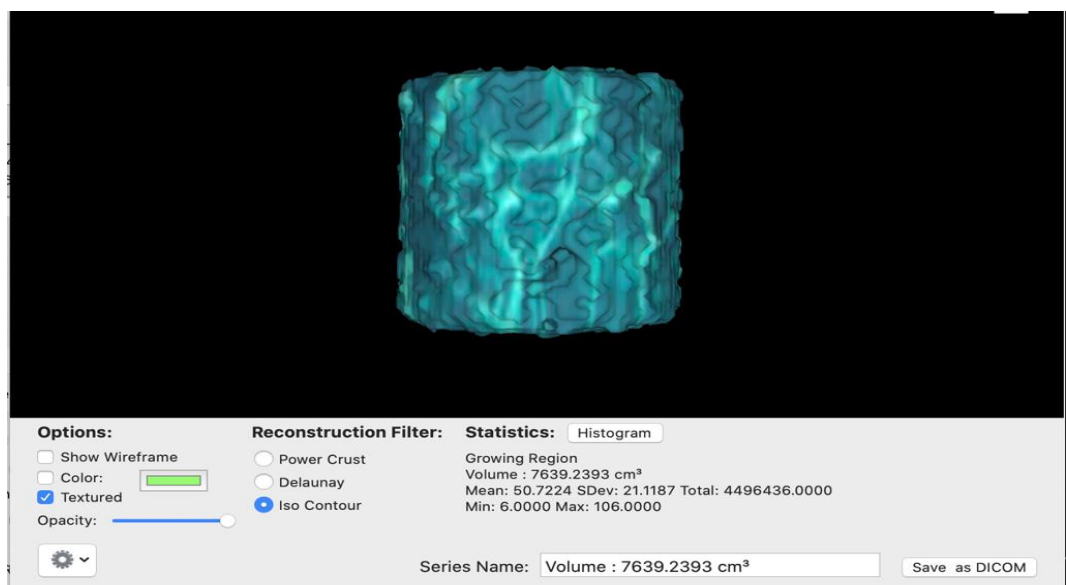 Options:
Show Wireframe
Color:
Textured
Opacity:
Reconstruction Filter:
Power Crust
Delaunay
Iso Contour
Statistics: Histogram
Growing Region
Volume : 7639.2393 cm³
Mean: 50.7224 SDev: 21.1187 Total: 4496436.0000
Min: 6.0000 Max: 106.0000
Series Name: Volume : 7639.2393 cm³ Save as DICOM